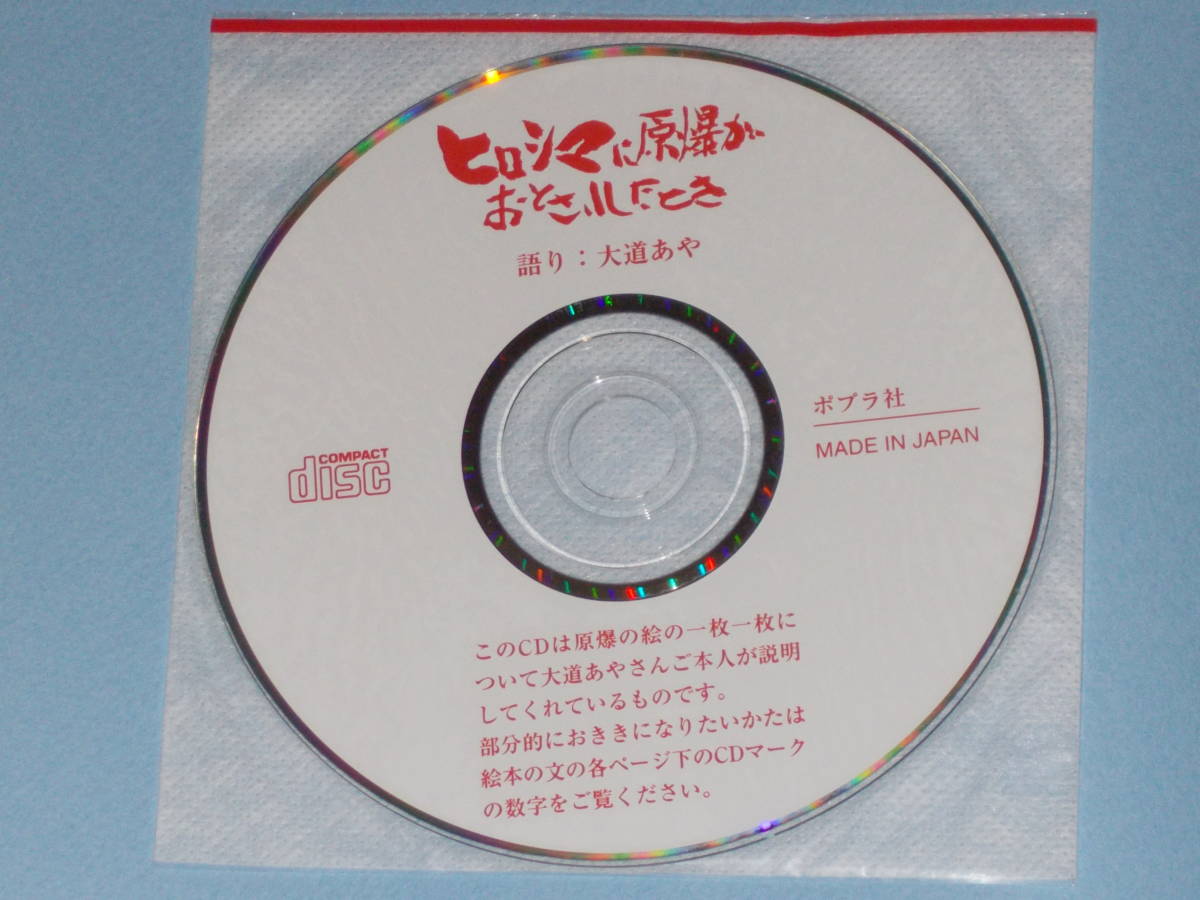 ヒロシマに原爆が
おとされたとき
語り：大道あや
ポプラ社
MADE IN JAPAN
COMPACT
disc
このCDは原爆の絵の一枚一枚に
ついて大道あやさんご本人が説明
してくれているものです。
部分的におききになりたいかたは
絵本の文の各ページ下のCDマーク
の数字をご覧ください。